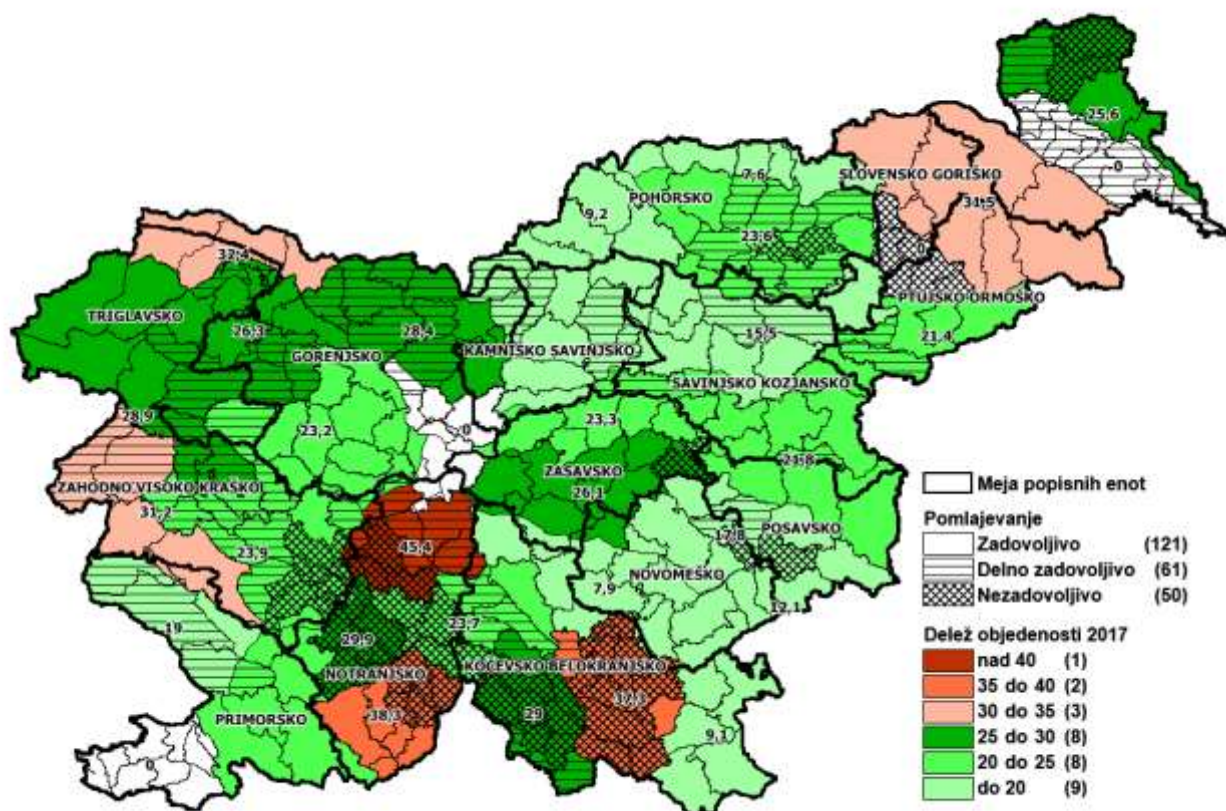 25,6
0
7,6
SLOVENSKO GORIŠKO
POHORSKO
9,2
31,5
23,6
0
32,4
PTUJSKO ORMOŠKO
TRIGLAVSKO
26,3
28,4
15,5
21,4
GORENJSKO
KAMNIŠKO SAVINJSKO
SAVINJSKO KOZJANSKO
28,9
23,2
0
23,3
21,8
0
ZASAVSKO
ZAHODNO VISOKO KRAŠKO
26,1
31,2
17,8
POSAVSKO
23,9
45,4
7,9
NOVOMEŠKO
12,1
19
23,7
29,9
NOTRANJSKO
KOČEVSKO BELOKRANJSKO
37,3
38,3
29
PRIMORSKO
9,1
0
Meja popisnih enot
Pomlajevanje
Zadovoljivo (121)
Delno zadovoljivo (61)
Nezadovoljivo (50)
Delež objedenosti 2017
nad 40 (1)
35 do 40 (2)
30 do 35 (3)
25 do 30 (8)
20 do 25 (8)
do 20 (9)